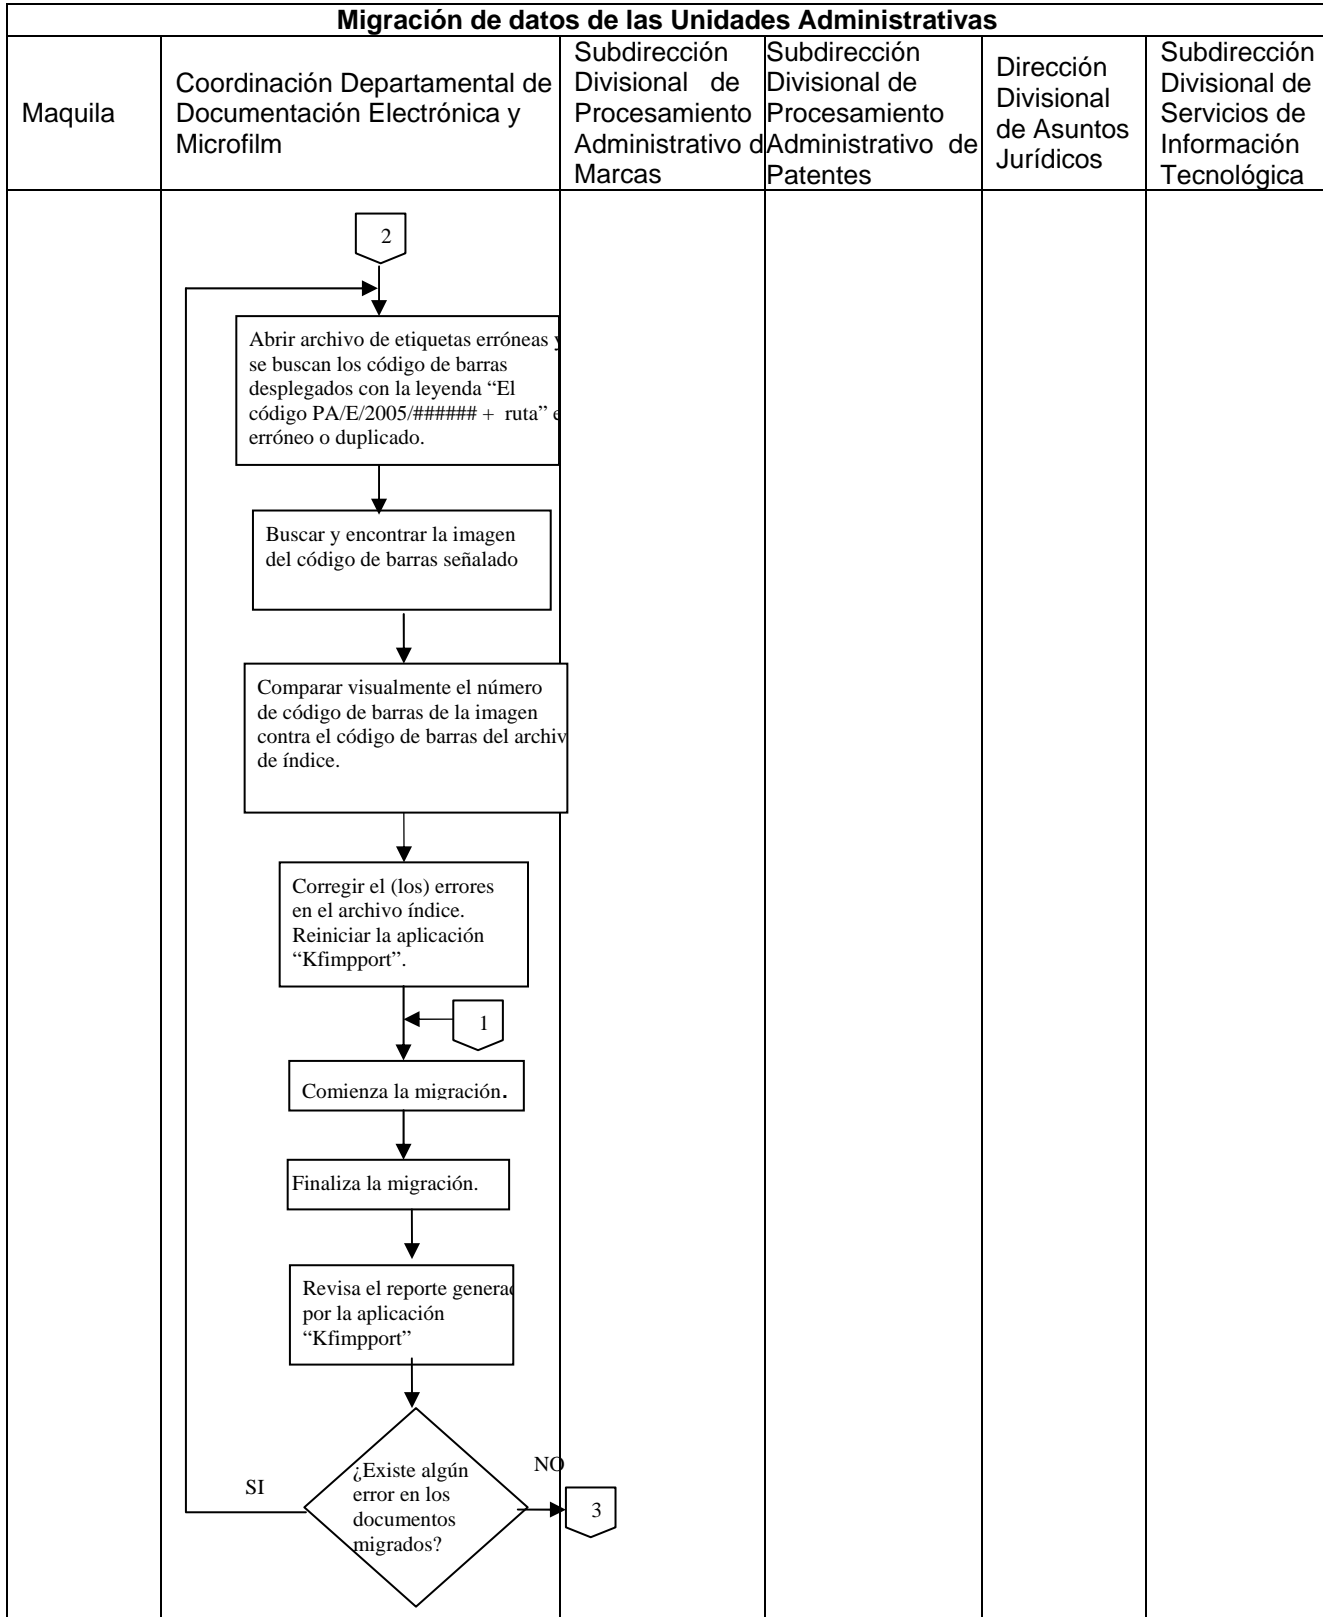 Migración de datos de las Unidades Administrativas
Maquila
Coordinación Departamental de
Documentación Electrónica y
Microfilm
Subdirección
Divisional de
Procesamiento
Administrativo d
Marcas
Subdirección
Divisional de
Procesamiento
Administrativo de
Patentes
Dirección
Divisional
de Asuntos
Jurídicos
Subdirección
Divisional de
Servicios de
Información
Tecnológica
2
Abrir archivo de etiquetas erróneas y
se buscan los código de barras
desplegados con la leyenda “El
código PA/E/2005/###### + ruta” e
erróneo o duplicado.
Buscar y encontrar la imagen
del código de barras señalado
Comparar visualmente el número
de código de barras de la imagen
contra el código de barras del archiv
de índice.
Corregir el (los) errores
en el archivo índice.
Reiniciar la aplicación
“Kfimpport”.
1
Comienza la migración.
Finaliza la migración.
Revisa el reporte genera
por la aplicación
“Kfimpport”
¿Existe algún
error en los
documentos
migrados?
SI
NO
3